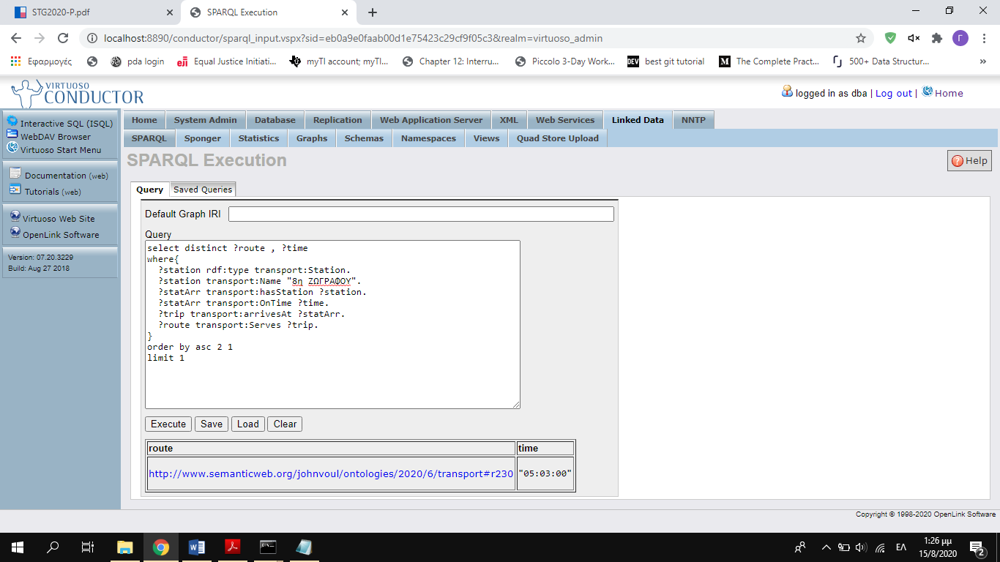 STG2020-P.pdf
SPARQL Execution
localhost:8890/conductor/sparql_input.vspx?sid=eb0a9e0faab00d1e75423c29cf9f05c3&realm=virtuoso_admin
Γ
Εφαρμογές
pda login
eji Equal Justice Initiati...
myTI account; myTI...
Chapter 12: Interru...
Piccolo 3-Day Work...
DEV best git tutorial
M The Complete Pract...
500+ Data Structur...
»
VIRTUOSO
CONDUCTOR
logged in as dba | Log out | Home
Interactive SQL (ISQL)
WebDAV Browser
Virtuoso Start Menu
Documentation (web)
Tutorials (web)
Virtuoso Web Site
OpenLink Software
Version: 07.20.3229
Build: Aug 27 2018
Home System Admin Database Replication Web Application Server XML Web Services Linked Data NNTP
SPARQL Sponger Statistics Graphs Schemas Namespaces Views Quad Store Upload
SPARQL Execution
? Help
Query Saved Queries
Default Graph IRI
Query
select distinct ?route , ?time
where{
?station rdf:type transport:Station.
?station transport:Name "8η ΖΩΓΡΑΦΟΥ".
?statArr transport:hasStation ?station.
?statArr transport:OnTime ?time.
?trip transport:arrivesAt ?statArr.
?route transport:Serves ?trip.
}
order by asc 2 1
limit 1
Execute Save Load Clear
route time
http://www.semanticweb.org/johnvoul/ontologies/2020/6/transport#r230 "05:03:00"
Copyright © 1998-2020 OpenLink Software
ΕΛ
1:26 μμ
15/8/2020
2